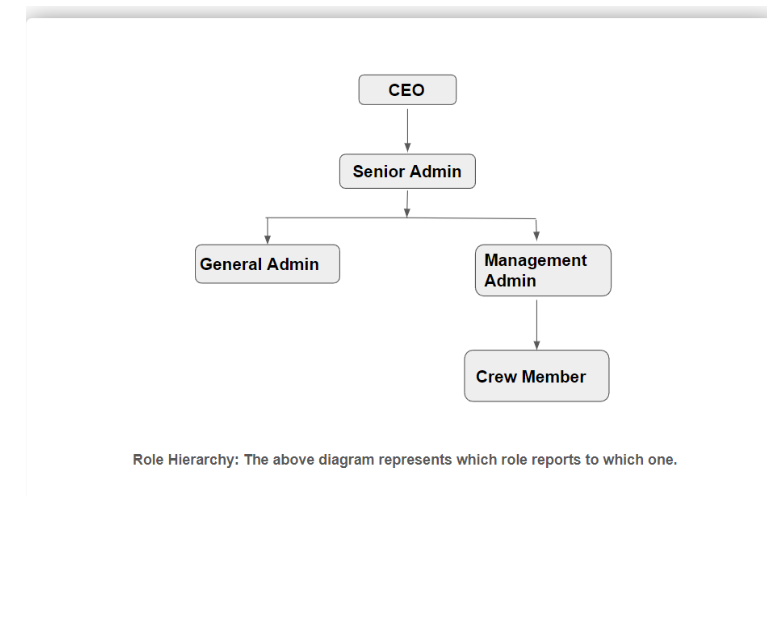 CEO
Senior Admin
General Admin
Management
Admin
Crew Member
Role Hierarchy: The above diagram represents which role reports to which one.